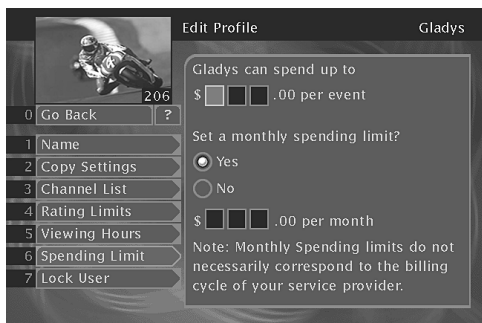 Edit Profile Gladys
206
0 Go Back ?
1 Name
2 Copy Settings
3 Channel List
4 Rating Limits
5 Viewing Hours
6 Spending Limit
7 Lock User
Gladys can spend up to
$ .00 per event
Set a monthly spending limit?
Yes
No
$ .00 per month
Note: Monthly Spending limits do not
necessarily correspond to the billing
cycle of your service provider.